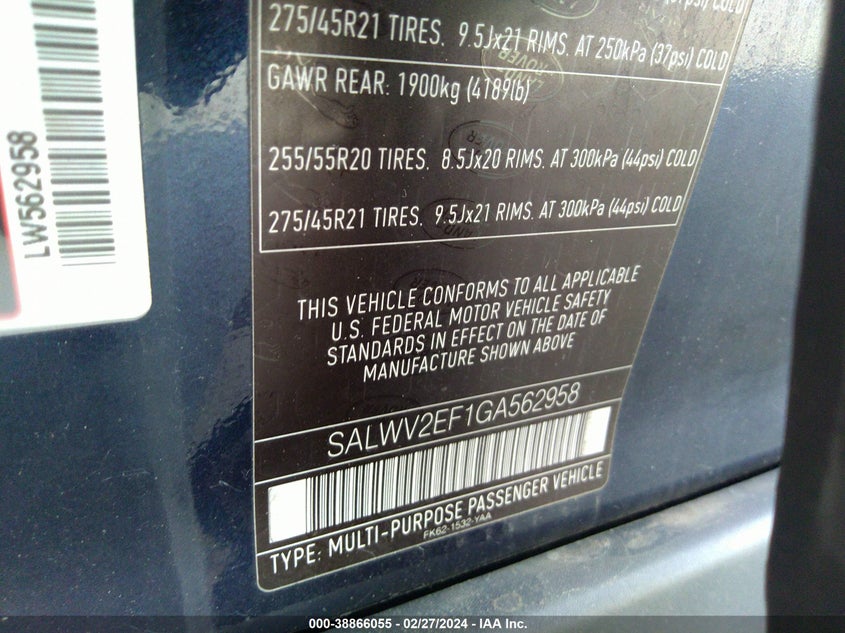 COLD
275/45R21 TIRES. 9.5Jx21 RIMS. AT 250kPa (37psi) COLD
GAWR REAR: 1900kg (4189lb)
255/55R20 TIRES. 8.5Jx20 RIMS. AT 300kPa (44psi) COLD
275/45R21 TIRES. 9.5Jx21 RIMS. AT 300kPa (44psi) COLD
THIS VEHICLE CONFORMS TO ALL APPLICABLE
U.S. FEDERAL MOTOR VEHICLE SAFETY
STANDARDS IN EFFECT ON THE DATE OF
MANUFACTURE SHOWN ABOVE
SALWV2EF1GA562958
TYPE: MULTI-PURPOSE PASSENGER VEHICLE
FK62-1532-YAA
LW562958
000-38866055 — 02/27/2024 — IAA Inc.